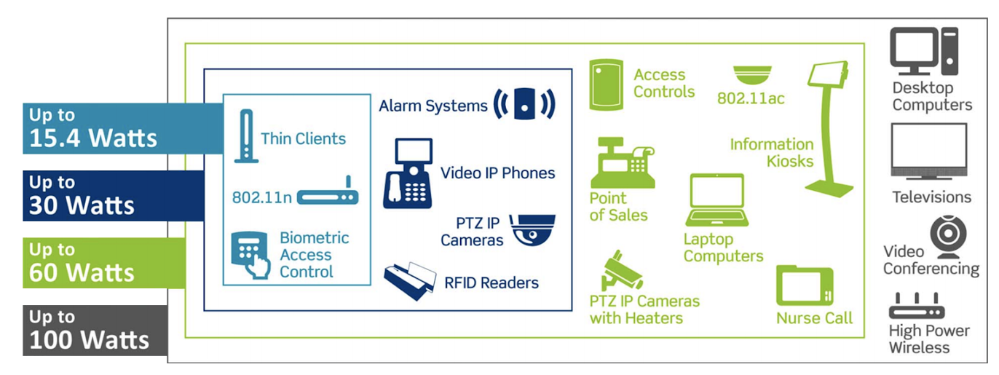 Up to
15.4 Watts
Up to
30 Watts
Up to
60 Watts
Up to
100 Watts
Thin Clients
802.11n
Biometric
Access
Control
Alarm Systems
Video IP Phones
PTZ IP
Cameras
RFID Readers
Access
Controls
802.11ac
Information
Kiosks
Point
of Sales
Laptop
Computers
PTZ IP Cameras
with Heaters
Nurse Call
Desktop
Computers
Televisions
Video
Conferencing
High Power
Wireless